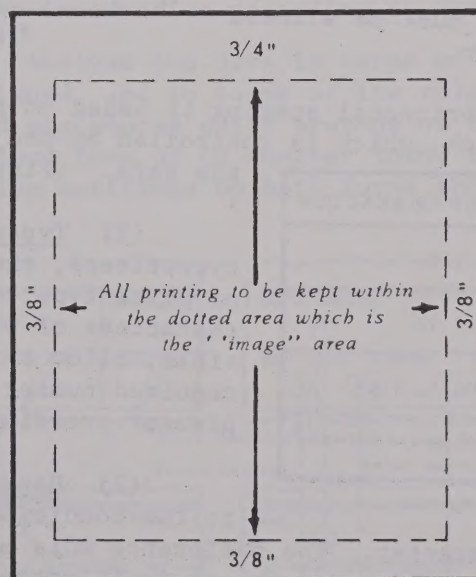 3/4"
3/8"
All printing to be kept within
the dotted area which is
the ' 'image" area
3/8"
3/8"